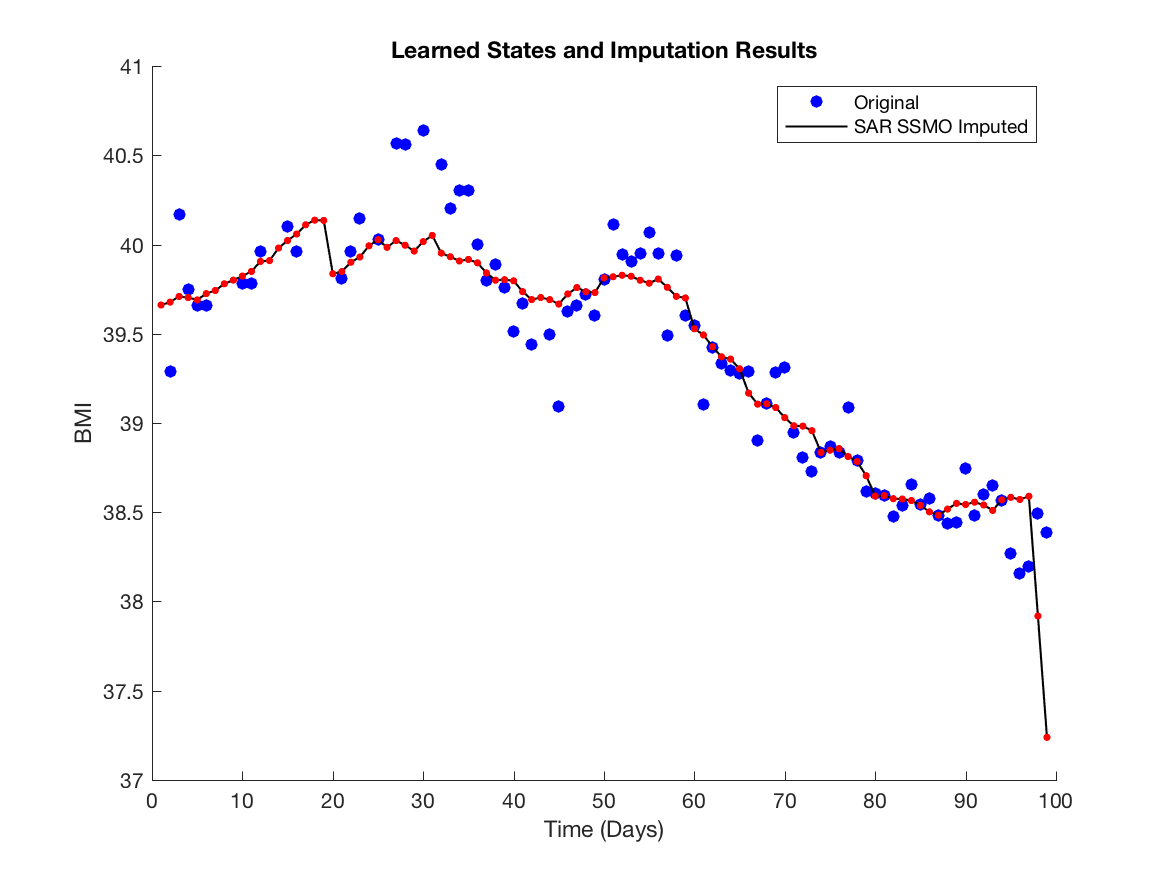 Learned States and Imputation Results
Original
SAR SSMO Imputed
41
40.5
40
39.5
39
38.5
38
37.5
37
BMI
0 10 20 30 40 50 60 70 80 90 100
Time (Days)